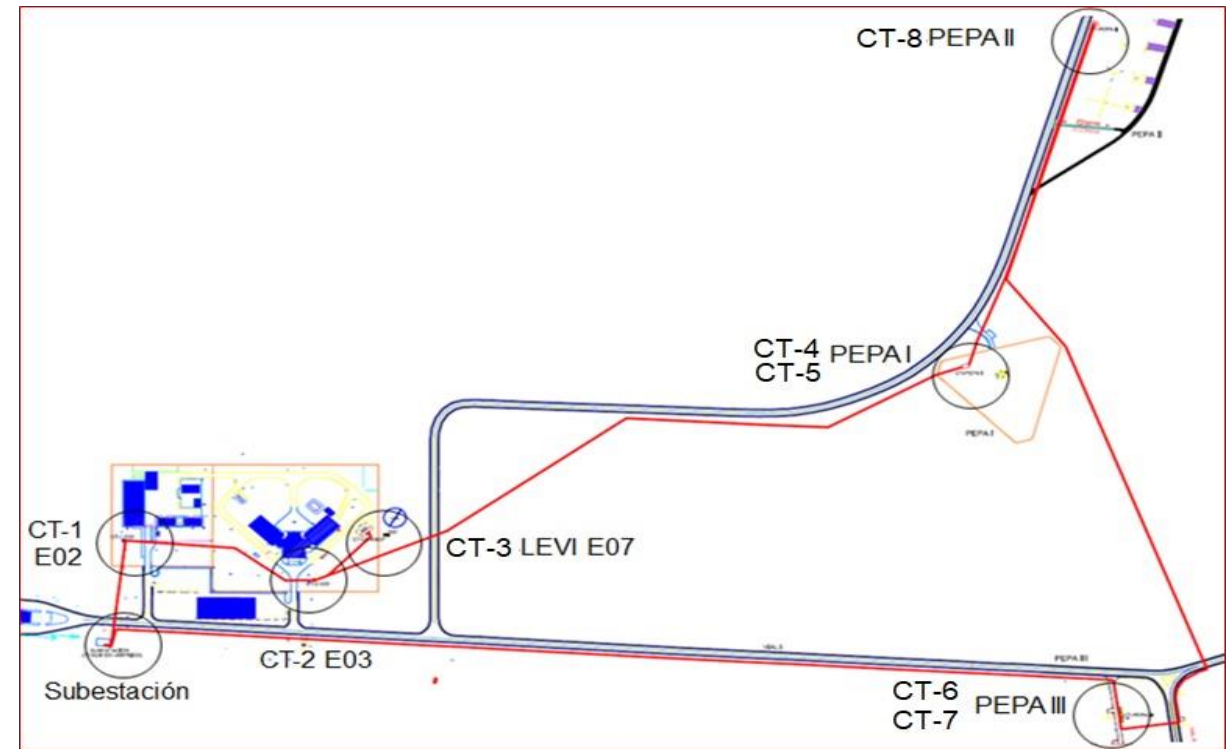 CT-8 PEPA II
PEPA II
CT-4 PEPA I
CT-5
PEPA I
CT-1
E02
CT-3 LEVI E07
CT-2 E03
Subestación
PEPA III
CT-6 PEPA III
CT-7